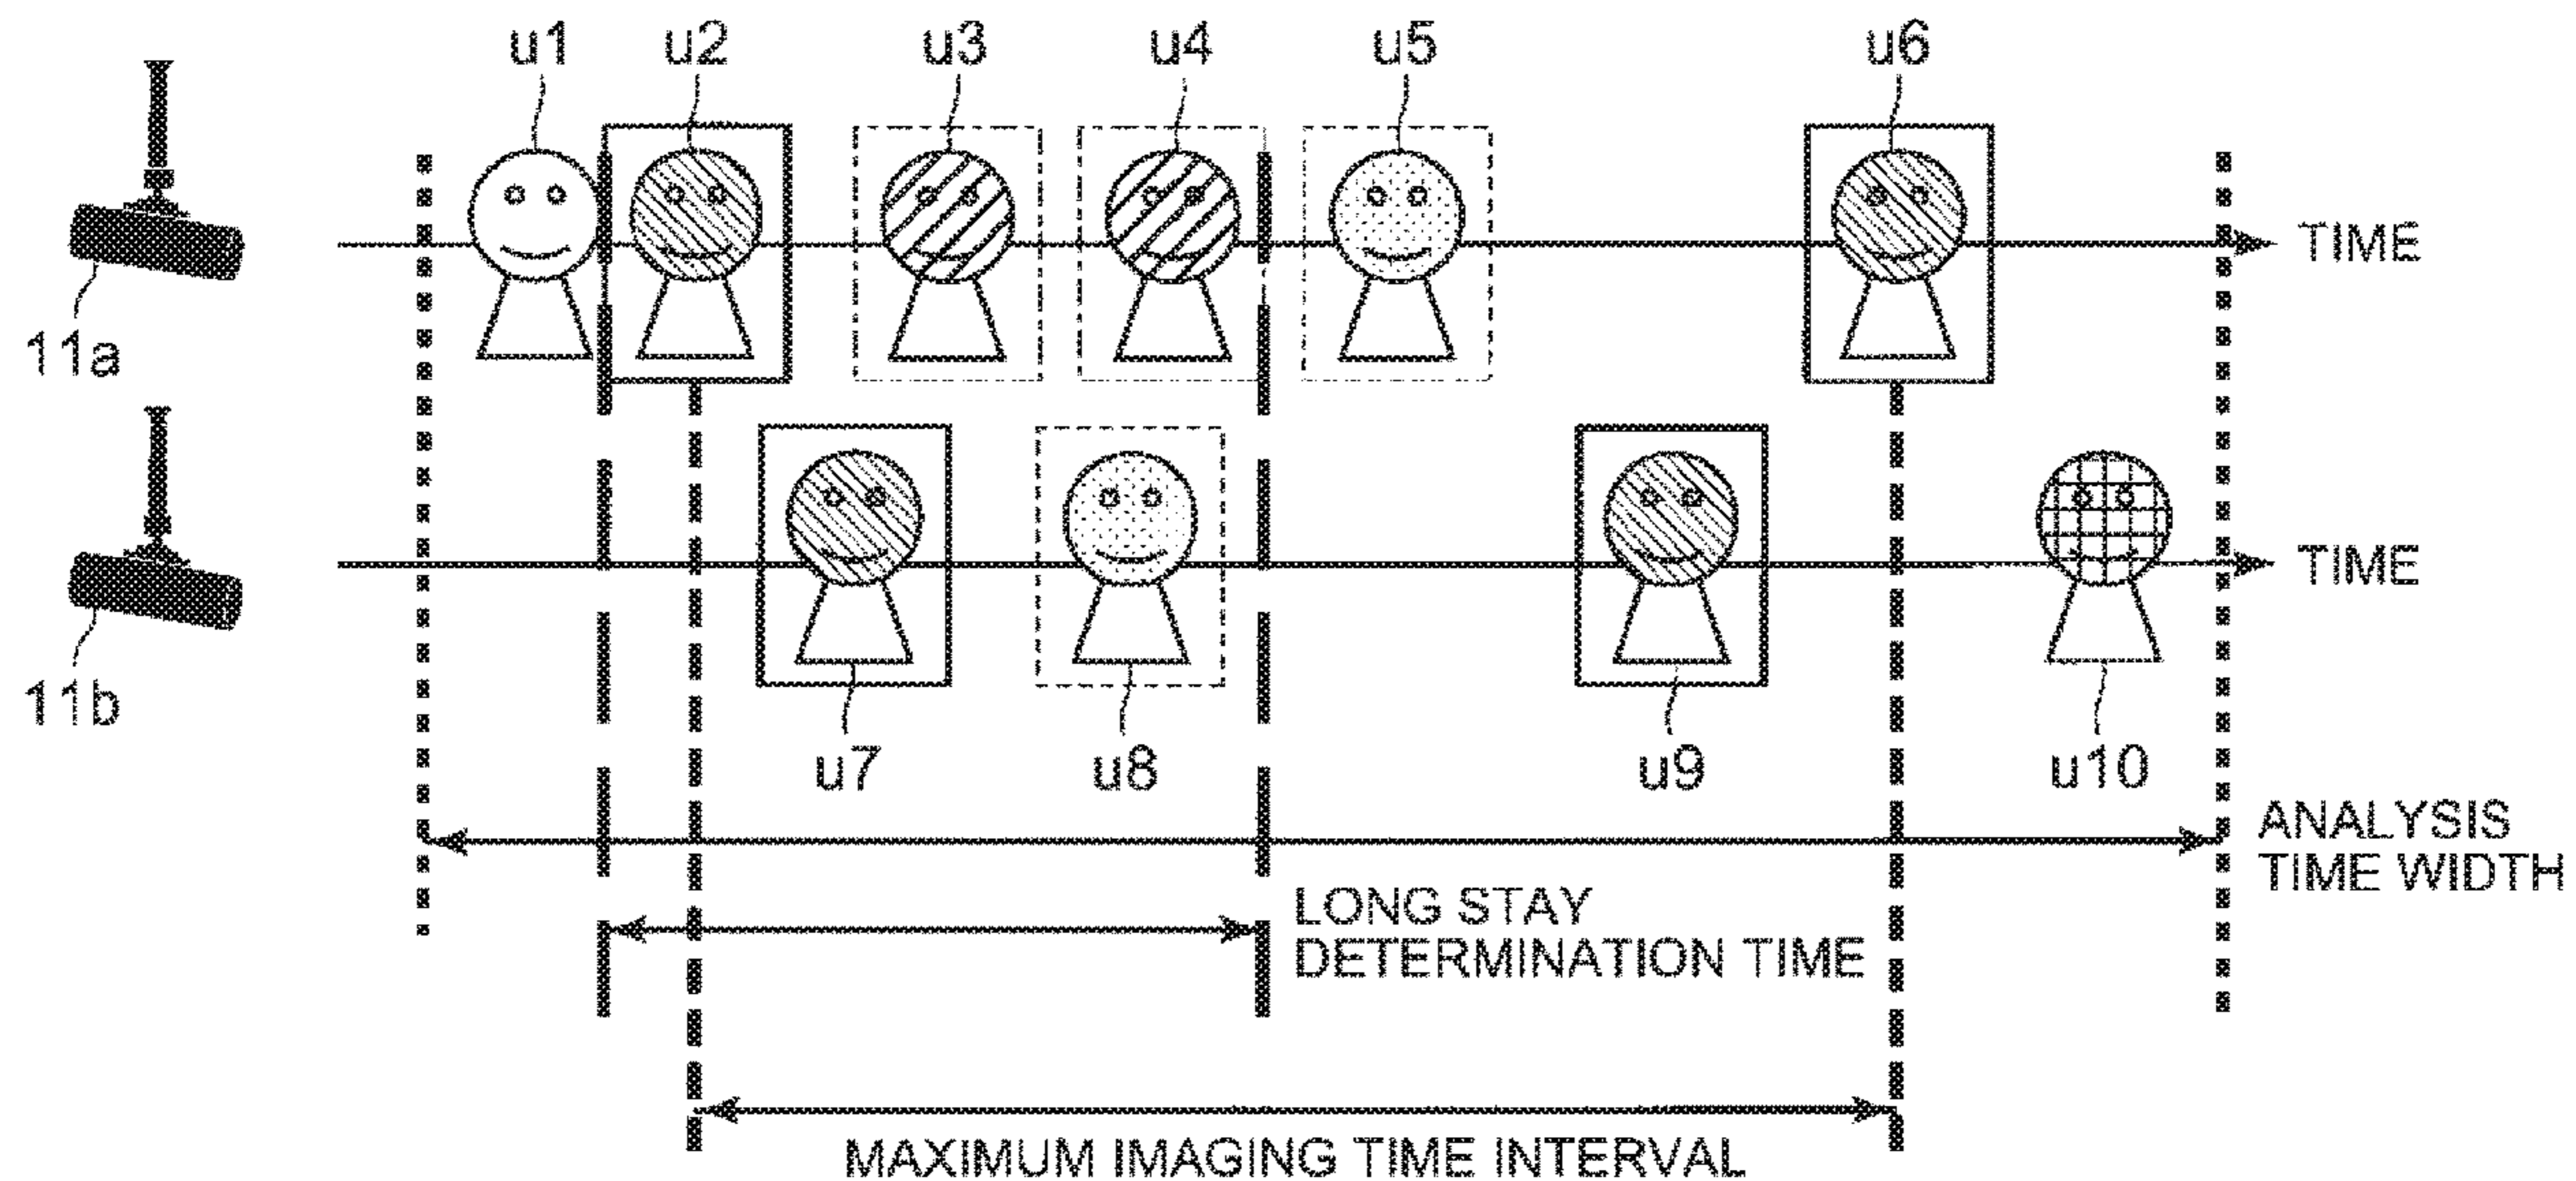 u1
u2
u3
u4
u5
u6
TIME
11a
TIME
11b
u7
u8
u9
u10
ANALYSIS
TIME WIDTH
LONG STAY
DETERMINATION TIME
MAXIMUM IMAGING TIME INTERVAL